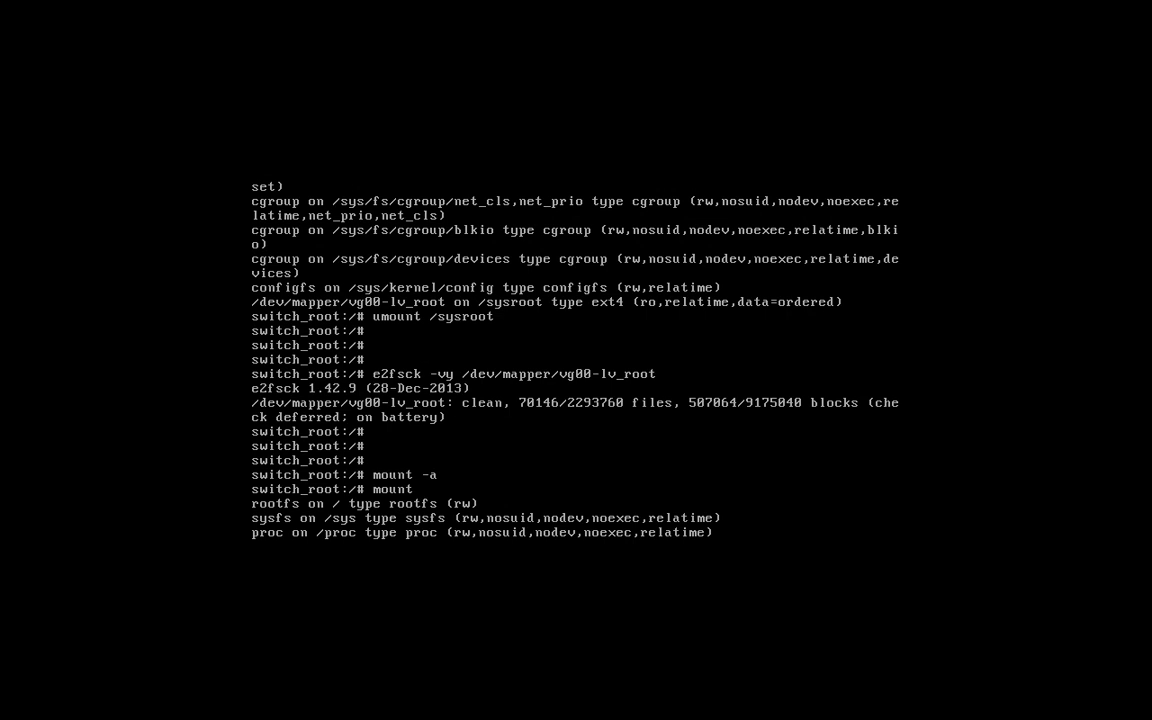 set)
cgroup on /sys/fs/cgroup/net_cls,net_prio type cgroup (rw,nosuid,nodev,noexec,re
latime,net_prio,net_cls)
cgroup on /sys/fs/cgroup/blkio type cgroup (rw,nosuid,nodev,noexec,relatime,blki
o)
cgroup on /sys/fs/cgroup/devices type cgroup (rw,nosuid,nodev,noexec,relatime,de
vices)
configfs on /sys/kernel/config type configfs (rw,relatime)
/dev/mapper/vg00-lv_root on /sysroot type ext4 (ro,relatime,data=ordered)
switch_root:/# umount /sysroot
switch_root:/#
switch_root:/#
switch_root:/#
switch_root:/# e2fsck -vy /dev/mapper/vg00-lv_root
e2fsck 1.42.9 (28-Dec-2013)
/dev/mapper/vg00-lv_root: clean, 70146/2293760 files, 507064/9175040 blocks (che
ck deferred; on battery)
switch_root:/#
switch_root:/#
switch_root:/#
switch_root:/# mount -a
switch_root:/# mount
rootfs on / type rootfs (rw)
sysfs on /sys type sysfs (rw,nosuid,nodev,noexec,relatime)
proc on /proc type proc (rw,nosuid,nodev,noexec,relatime)